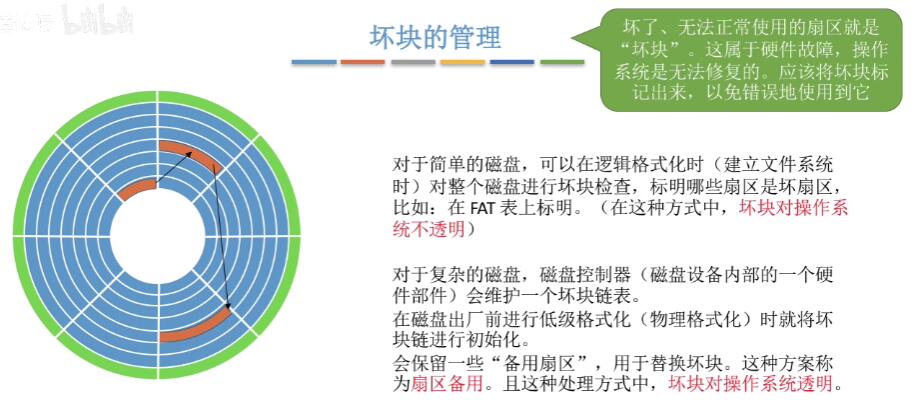 坏块的管理
坏了、无法正常使用的扇区就是
“坏块”。这属于硬件故障，操作
系统是无法修复的。应该将坏块标
记出来，以免错误地使用到它
对于简单的磁盘，可以在逻辑格式化时（建立文件系统
时）对整个磁盘进行坏块检查，标明哪些扇区是坏扇区，
比如：在 FAT 表上标明。（在这种方式中，坏块对操作系
统不透明）
对于复杂的磁盘，磁盘控制器（磁盘设备内部的一个硬
件部件）会维护一个坏块链表。
在磁盘出厂前进行低级格式化（物理格式化）时就将坏
块链进行初始化。
会保留一些“备用扇区”，用于替换坏块。这种方案称
为扇区备用。且这种处理方式中，坏块对操作系统透明。